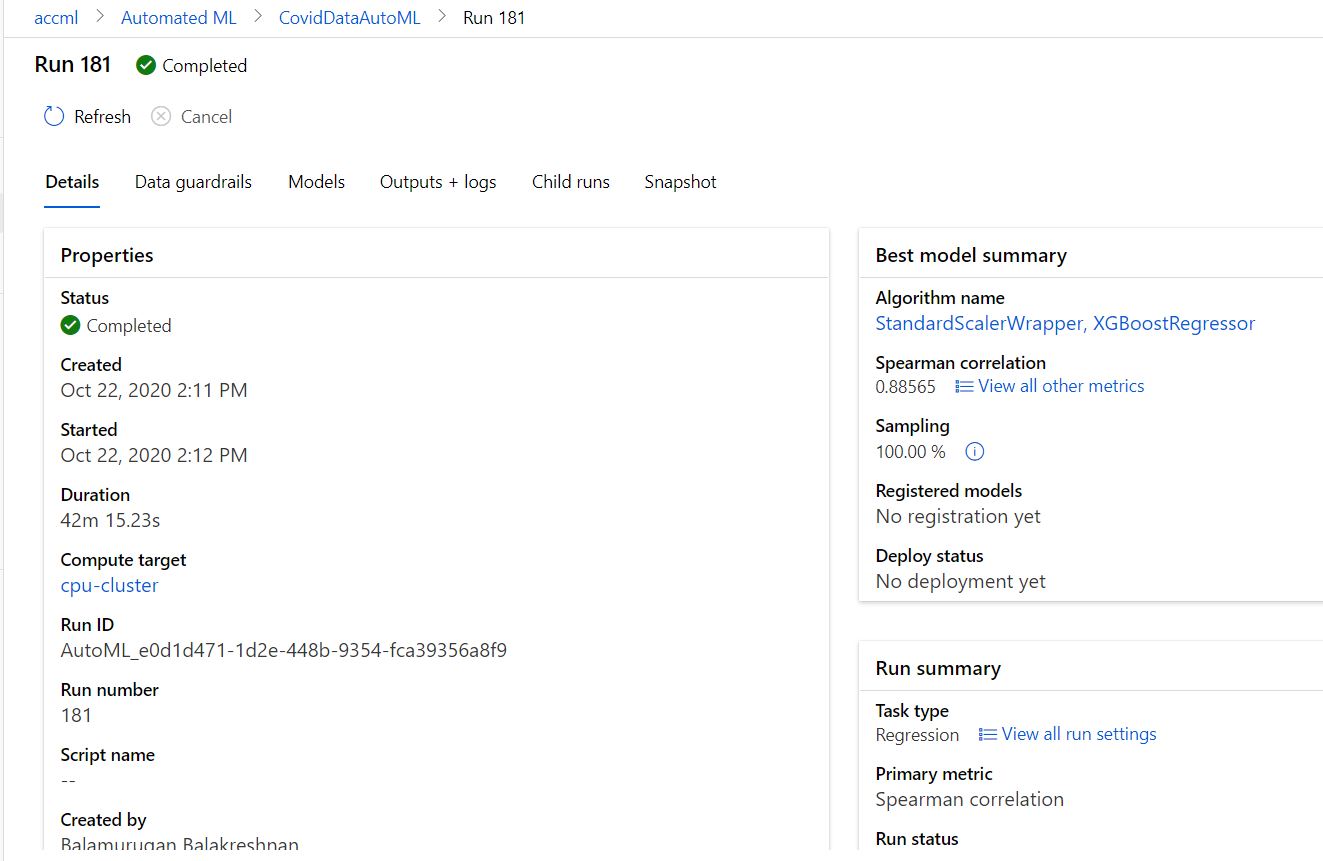 accml > Automated ML > CovidDataAutoML > Run 181
Run 181 Completed
Refresh Cancel
Details Data guardrails Models Outputs + logs Child runs Snapshot
Properties
Status
Completed
Created
Oct 22, 2020 2:11 PM
Started
Oct 22, 2020 2:12 PM
Duration
42m 15.23s
Compute target
cpu-cluster
Run ID
AutoML_e0d1d471-1d2e-448b-9354-fca39356a8f9
Run number
181
Script name
--
Created by
Balamurugan Balakreshnan
Best model summary
Algorithm name
StandardScalerWrapper, XGBoostRegressor
Spearman correlation
0.88565 View all other metrics
Sampling
100.00 %
Registered models
No registration yet
Deploy status
No deployment yet
Run summary
Task type
Regression View all run settings
Primary metric
Spearman correlation
Run status